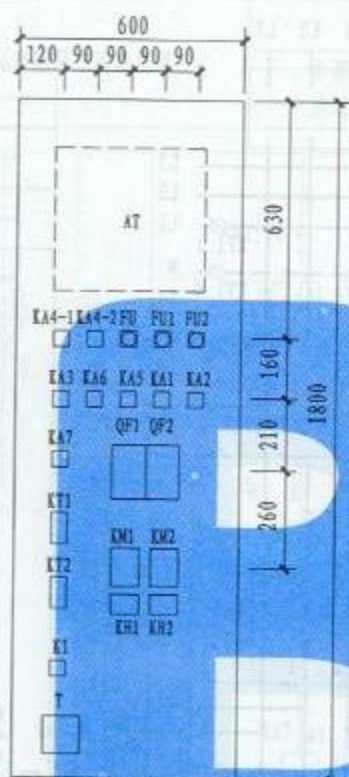 600
120 90 90 90 90
AT
630
KA4-1 KA4-2 FU FU1 FU2
160
KA3 KA6 KA5 KA1 KA2
1800
QF1 QF2
210
KA7
260
KT1
KM1 KM2
KT2
KH1 KH2
K1
T